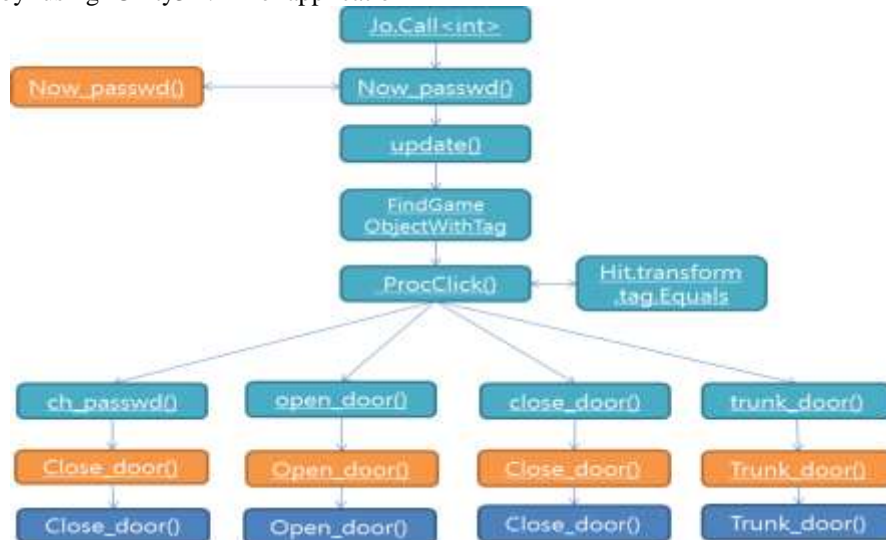 Jo.Call<int>
Now_passwd()
Now_passwd()
update()
FindGame
ObjectWithTag
_ProcClick()
Hit.transform
.tag.Equals
ch_passwd()
open_door()
close_door()
trunk_door()
Close_door()
Open_door()
Close_door()
Trunk_door()
Close_door()
Open_door()
Close_door()
Trunk_door()